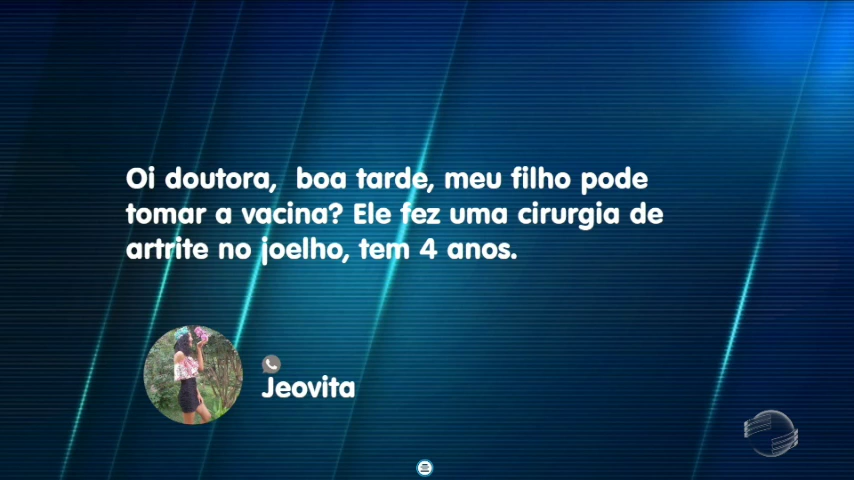 Oi doutora, boa tarde, meu filho pode
tomar a vacina? Ele fez uma cirurgia de
artrite no joelho, tem 4 anos.
Jeovita